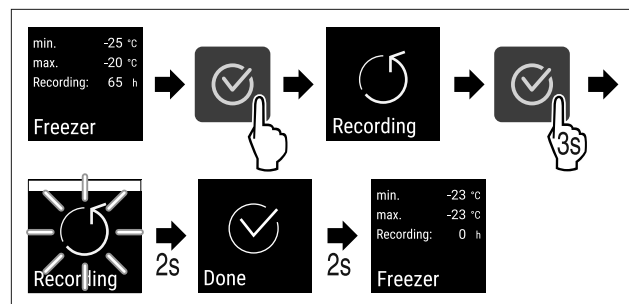 min. -25 °C
max. -20 °C
Recording: 65 h
Freezer
Recording
3s
Recording
2s
Done
2s
min. -23 °C
max. -23 °C
Recording: 0 h
Freezer